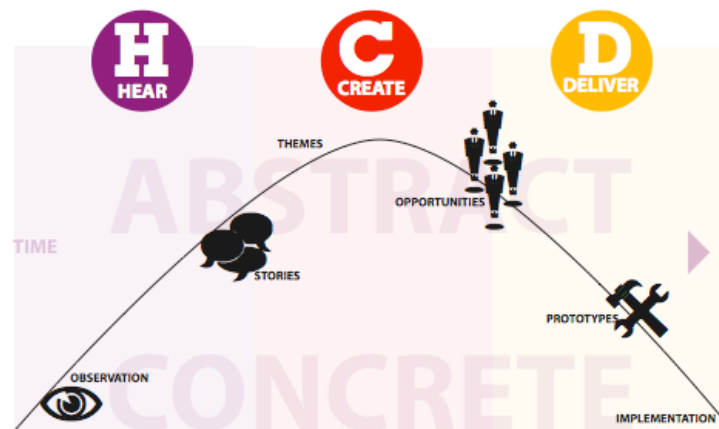 H
HEAR
C
CREATE
D
DELIVER
THEMES
ABSTRACT
OPPORTUNITIES
TIME
STORIES
PROTOTYPES
OBSERVATION
CONCRETE
IMPLEMENTATION